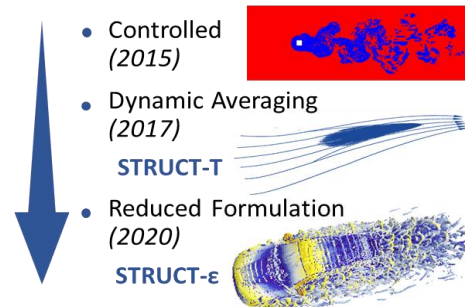 Controlled
(2015)
Dynamic Averaging
(2017)
STRUCT-T
Reduced Formulation
(2020)
STRUCT-ε